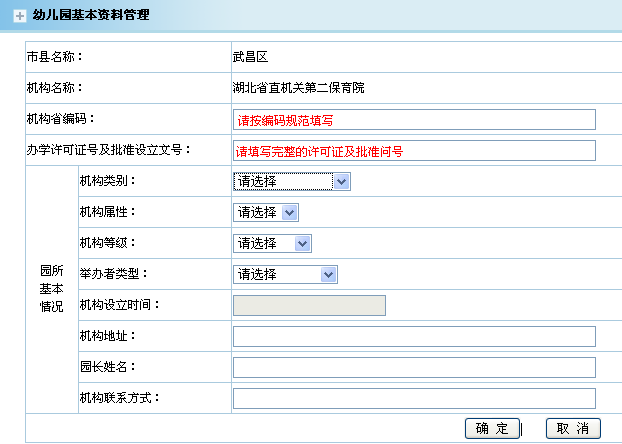 幼儿园基本资料管理
市县名称： 武昌区
机构名称： 湖北省直机关第二保育院
机构省编码： 请按编码规范填写
办学许可证号及批准设立文号： 请填写完整的许可证及批准问号
园所
基本
情况
机构类别： 请选择
机构属性： 请选择
机构等级： 请选择
举办者类型： 请选择
机构设立时间：
机构地址：
园长姓名：
机构联系方式：
确 定 取 消